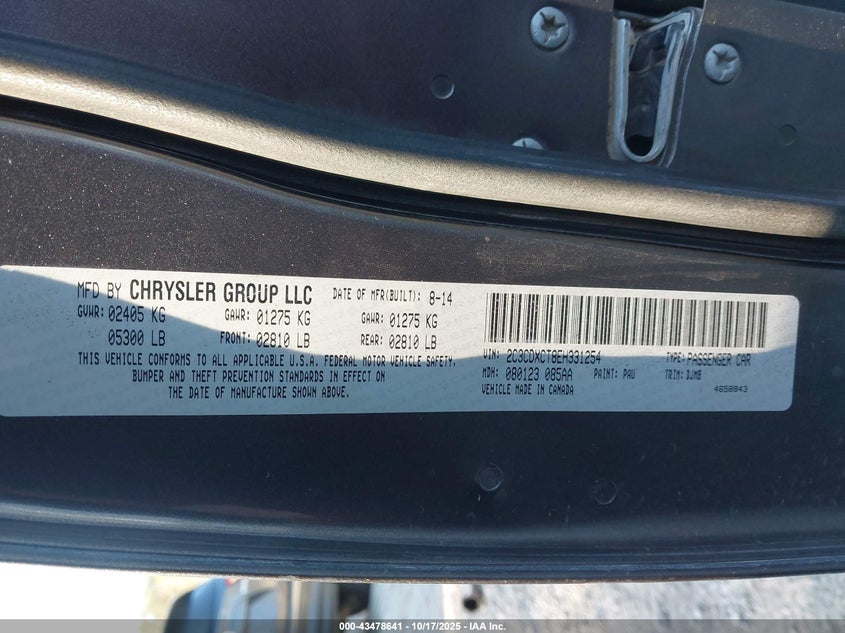 MFD BY CHRYSLER GROUP LLC DATE OF MFR(BUILT): 8-14
GVWR: 02405 KG GAWR: 01275 KG GAWR: 01275 KG
05300 LB FRONT: 02810 LB REAR: 02810 LB
THIS VEHICLE CONFORMS TO ALL APPLICABLE U.S.A. FEDERAL MOTOR VEHICLE SAFETY,
BUMPER AND THEFT PREVENTION STANDARDS IN EFFECT ON
THE DATE OF MANUFACTURE SHOWN ABOVE.
VIN: 2C3CDXCT8EH331254 TYPE: PASSENGER CAR
MDH: 080123 085AA PAINT: PAU TRIM: DJM8
VEHICLE MADE IN CANADA 4658843
000-43478641 | 10/17/2025 - IAA Inc.